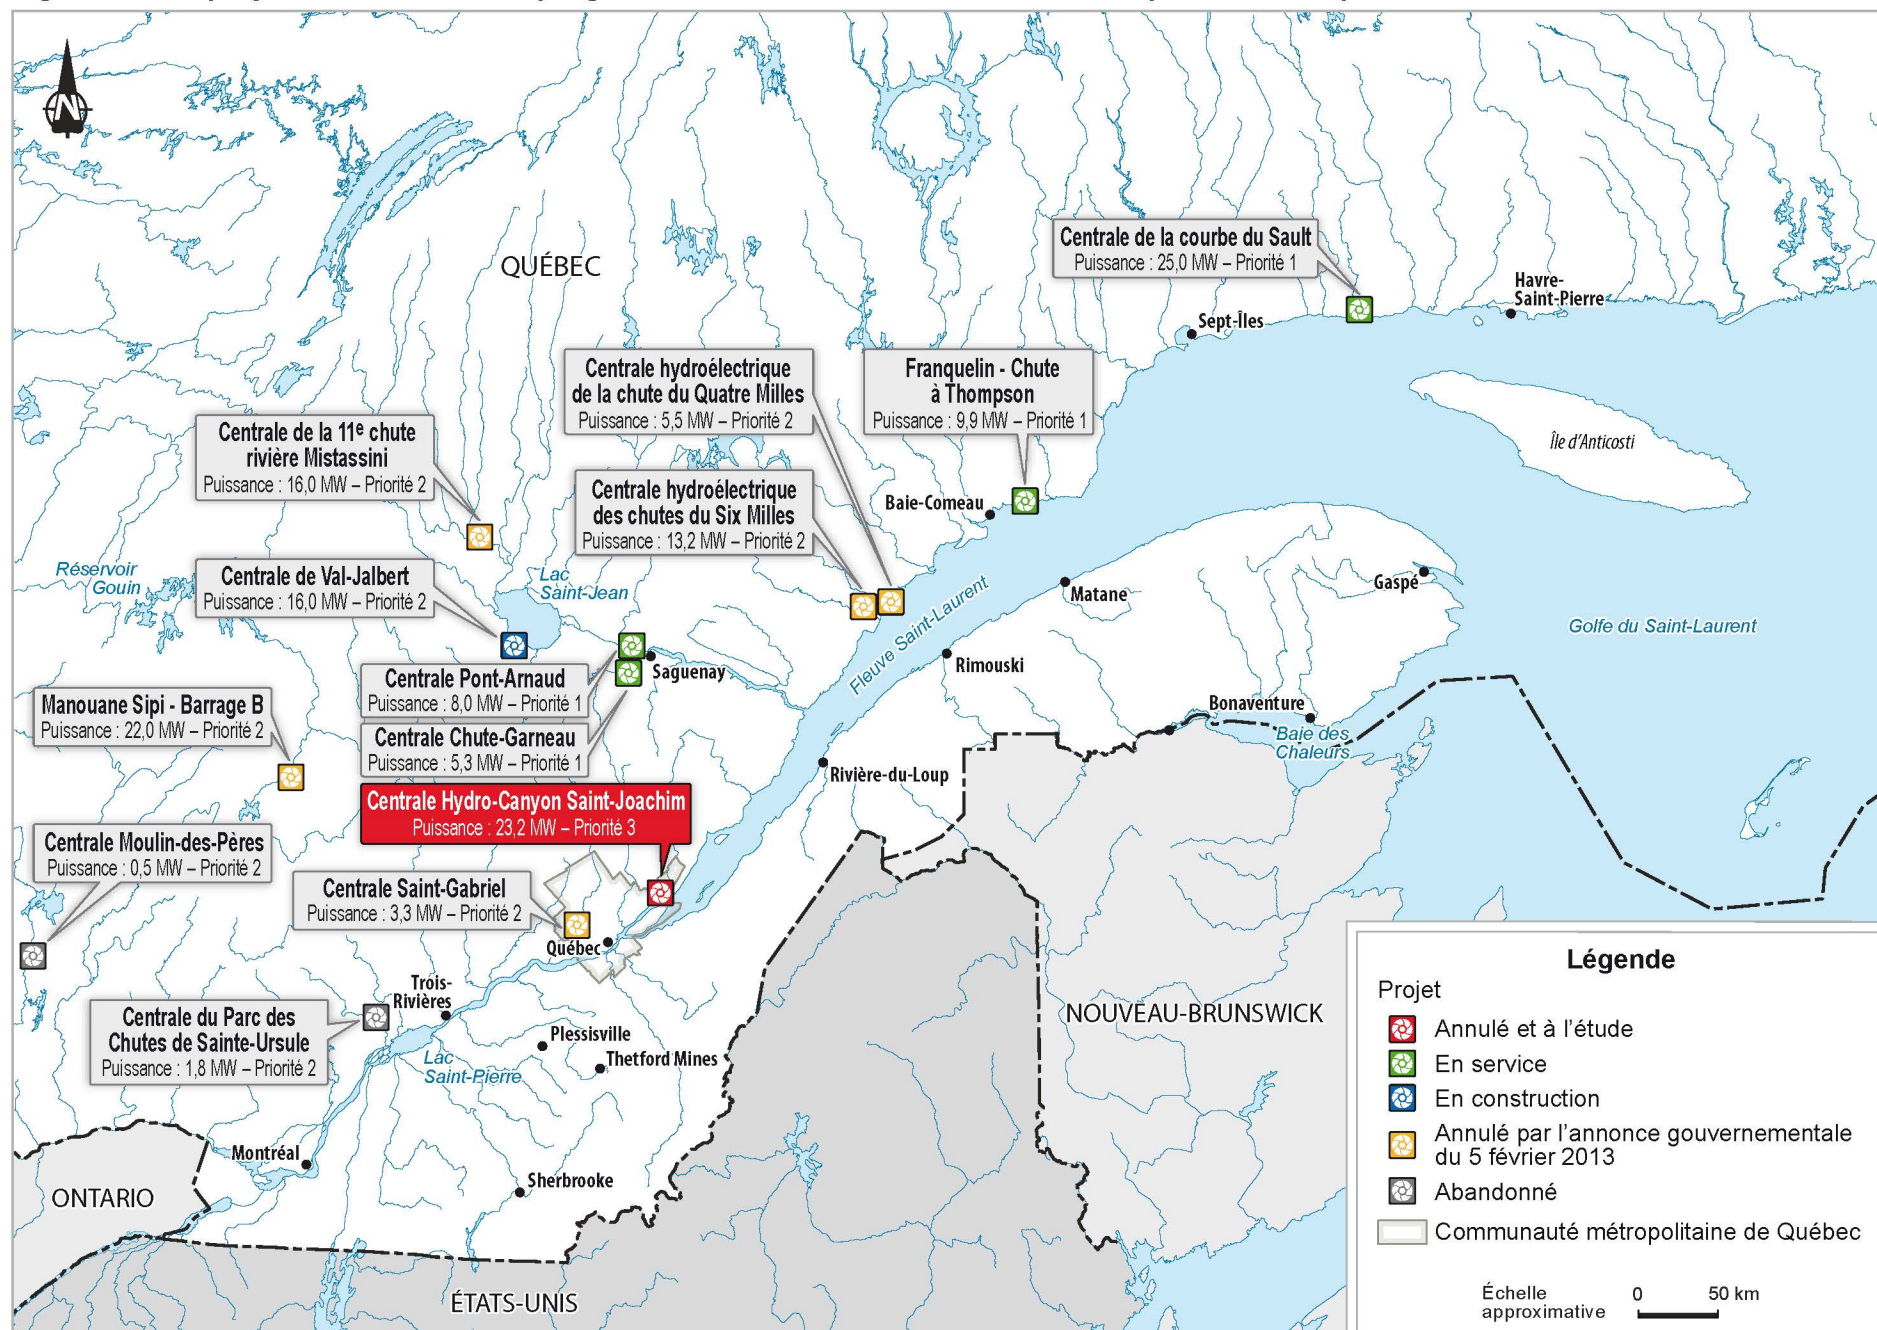 N
QUÉBEC
Centrale de la courbe du Sault
Puissance : 25,0 MW – Priorité 1
Havre-
Saint-Pierre
Sept-Îles
Centrale hydroélectrique
de la chute du Quatre Milles
Puissance : 5,5 MW – Priorité 2
Franquelin - Chute
à Thompson
Puissance : 9,9 MW – Priorité 1
Centrale de la 11e chute
rivière Mistassini
Puissance : 16,0 MW – Priorité 2
Île d'Anticosti
Centrale hydroélectrique
des chutes du Six Milles
Puissance : 13,2 MW – Priorité 2
Baie-Comeau
Réservoir
Gouin
Centrale de Val-Jalbert
Puissance : 16,0 MW – Priorité 2
Lac
Saint-Jean
Matane
Gaspé
Fleuve Saint-Laurent
Golfe du Saint-Laurent
Centrale Pont-Arnaud
Puissance : 8,0 MW – Priorité 1
Saguenay
Rimouski
Manouane Sipi - Barrage B
Puissance : 22,0 MW – Priorité 2
Centrale Chute-Garneau
Puissance : 5,3 MW – Priorité 1
Bonaventure
Baie des
Chaleurs
Rivière-du-Loup
Centrale Hydro-Canyon Saint-Joachim
Puissance : 23,2 MW – Priorité 3
Centrale Moulin-des-Pères
Puissance : 0,5 MW – Priorité 2
Centrale Saint-Gabriel
Puissance : 3,3 MW – Priorité 2
Québec
Trois-
Rivières
Centrale du Parc des
Chutes de Sainte-Ursule
Puissance : 1,8 MW – Priorité 2
Plessisville
Lac
Saint-Pierre
Thetford Mines
NOUVEAU-BRUNSWICK
Montréal
Sherbrooke
ONTARIO
ÉTATS-UNIS
Légende
Projet
Annulé et à l'étude
En service
En construction
Annulé par l'annonce gouvernementale
du 5 février 2013
Abandonné
Communauté métropolitaine de Québec
Échelle
approximative
0 50 km